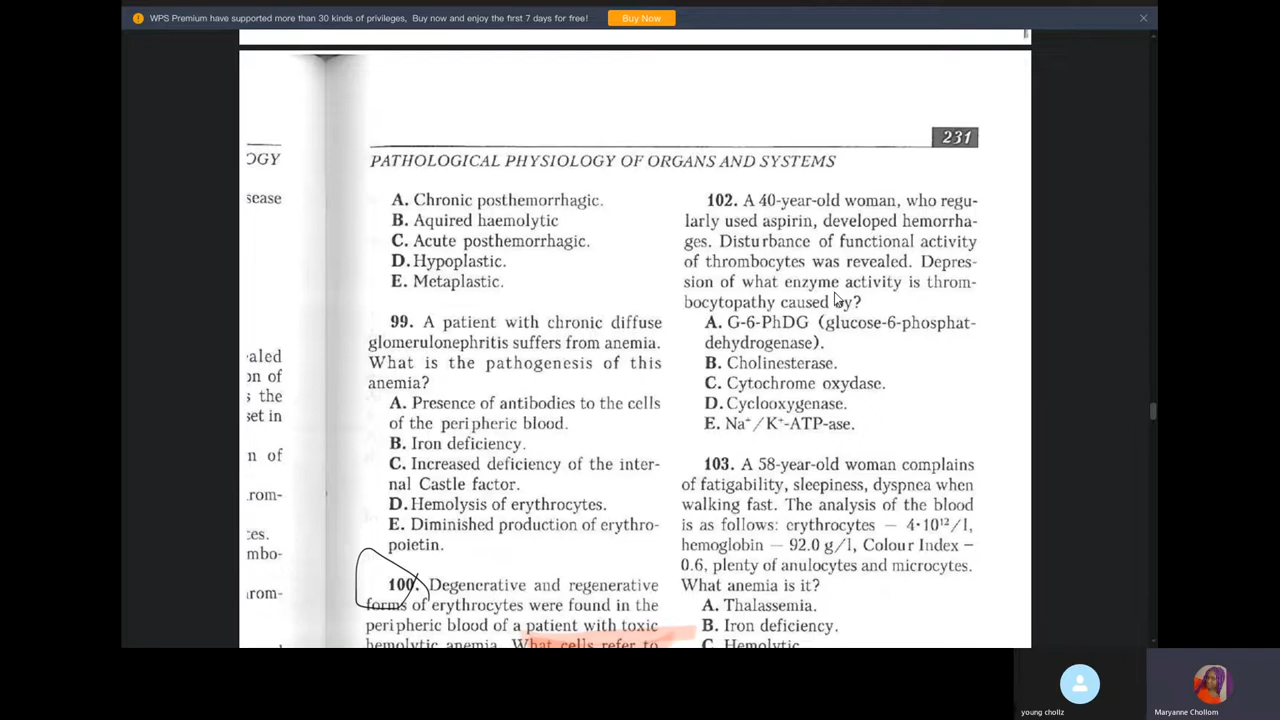 WPS Premium have supported more than 30 kinds of privileges, Buy now and enjoy the first 7 days for free!
Buy Now
231
OGY
PATHOLOGICAL PHYSIOLOGY OF ORGANS AND SYSTEMS
sease
aled
on of
s the
set in
n of
rom-
es.
mbo-
rom-
A. Chronic posthemorrhagic.
B. Aquired haemolytic
C. Acute posthemorrhagic.
D. Hypoplastic.
E. Metaplastic.
99. A patient with chronic diffuse
glomerulonephritis suffers from anemia.
What is the pathogenesis of this
anemia?
A. Presence of antibodies to the cells
of the peripheric blood.
B. Iron deficiency.
C. Increased deficiency of the inter-
nal Castle factor.
D. Hemolysis of erythrocytes.
E. Diminished production of erythro-
poietin.
100. Degenerative and regenerative
forms of erythrocytes were found in the
peripheric blood of a patient with toxic
hemolytic anemia. What cells refer to
102. A 40-year-old woman, who regu-
larly used aspirin, developed hemorrha-
ges. Disturbance of functional activity
of thrombocytes was revealed. Depres-
sion of what enzyme activity is throm-
bocytopathy caused by?
A. G-6-PhDG (glucose-6-phosphat-
dehydrogenase).
B. Cholinesterase.
C. Cytochrome oxydase.
D. Cyclooxygenase.
E. Na⁺/K⁺-ATP-ase.
103. A 58-year-old woman complains
of fatigability, sleepiness, dyspnea when
walking fast. The analysis of the blood
is as follows: erythrocytes — 4·10¹²/l,
hemoglobin — 92.0 g/l, Colour Index —
0.6, plenty of anulocytes and microcytes.
What anemia is it?
A. Thalassemia.
B. Iron deficiency.
C. Hemolytic
young chollz
Maryanne Chollom